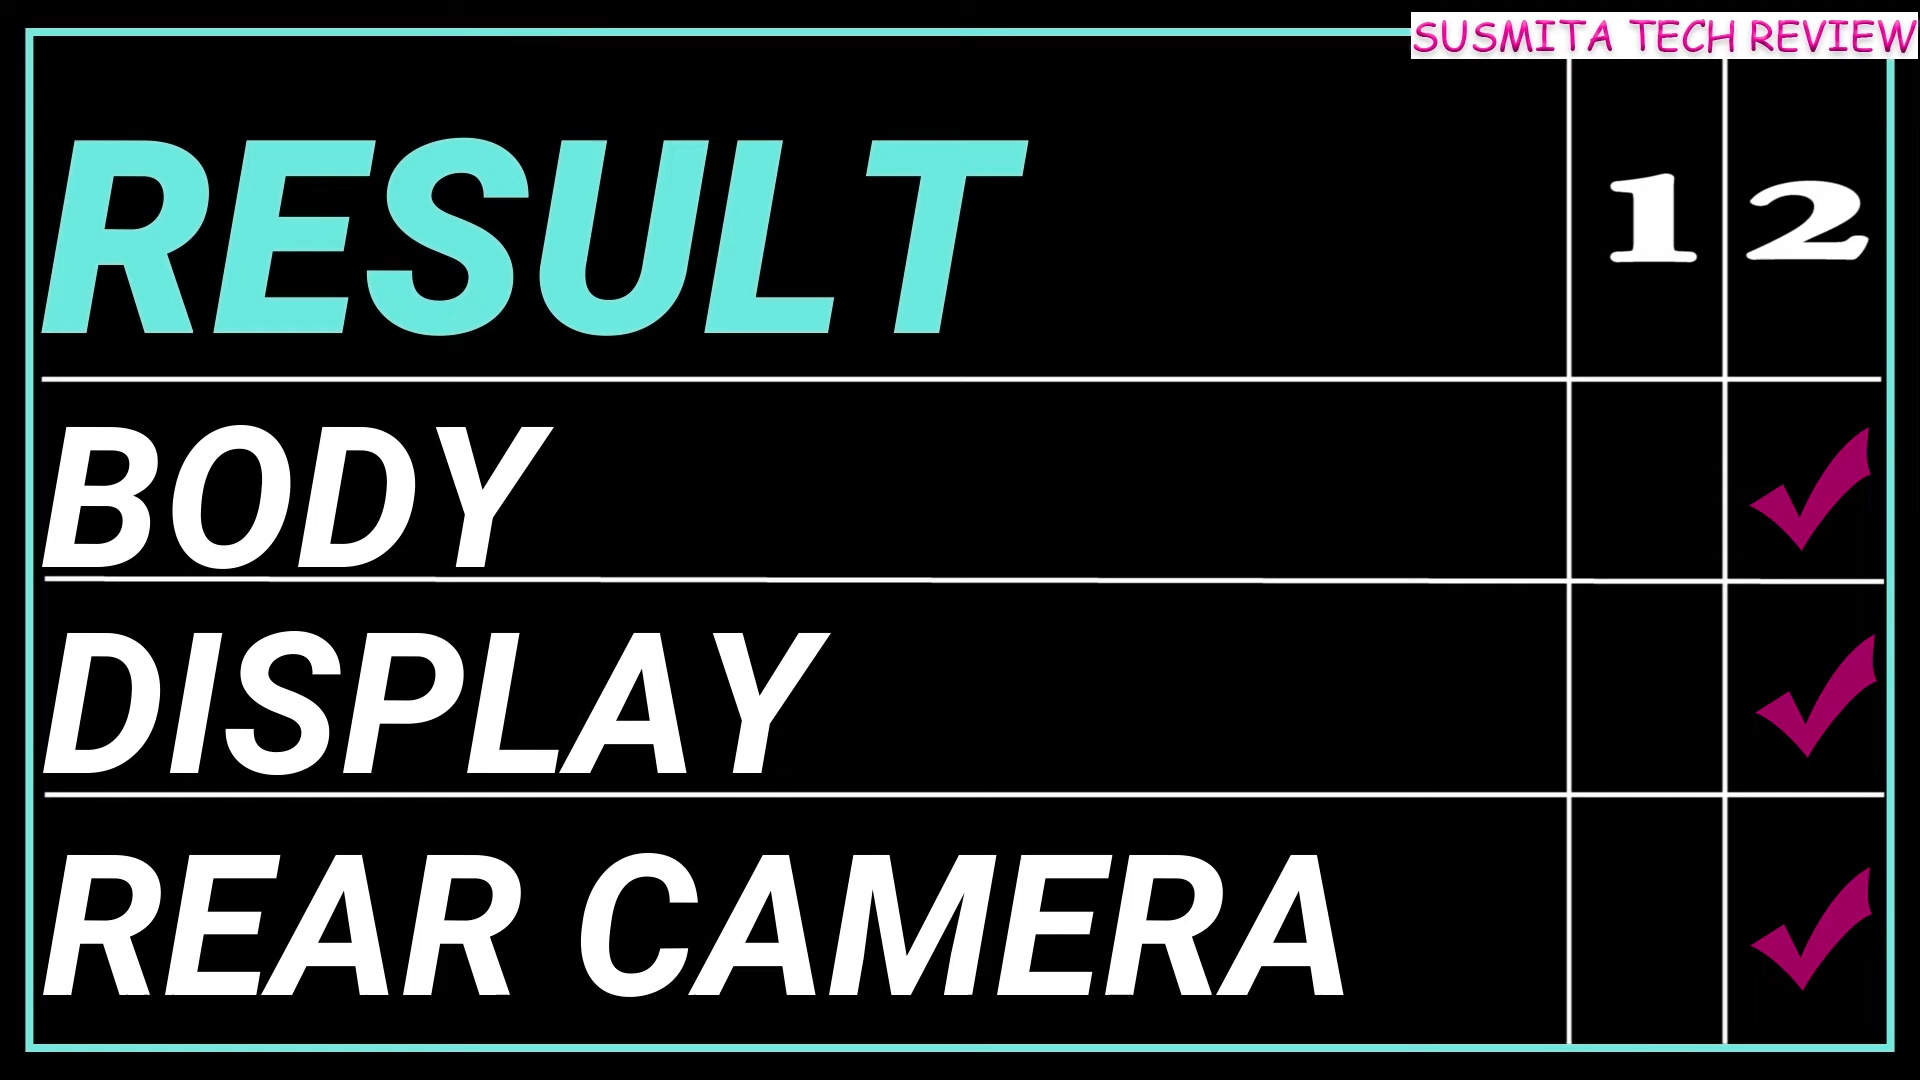 SUSMITA TECH REVIEW
RESULT 1 2
BODY
DISPLAY
REAR CAMERA